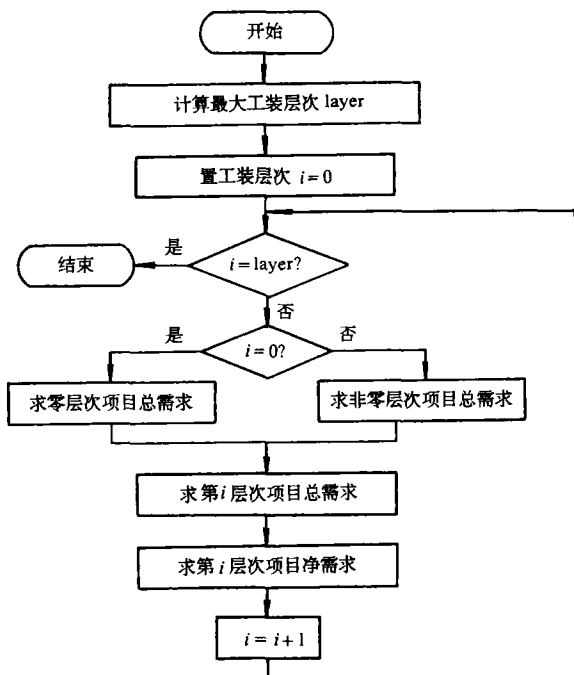 开始
计算最大工装层次 layer
置工装层次 i=0
i=layer?
是
结束
否
i=0?
是
否
求零层次项目总需求
求非零层次项目总需求
求第i层次项目总需求
求第i层次项目净需求
i=i+1